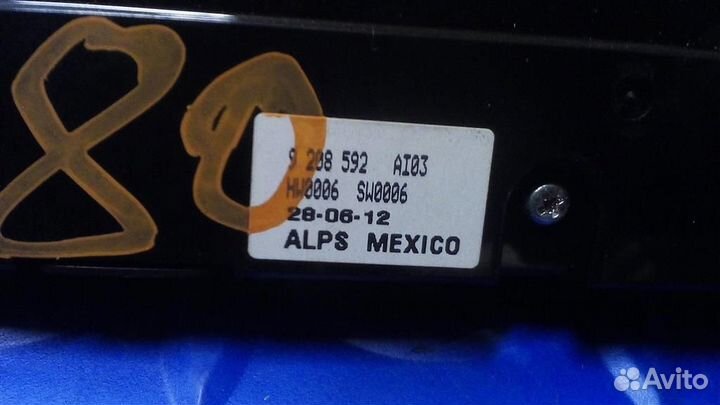 80
9 208 592 AI03
HW0006 SW0006
28-06-12
ALPS MEXICO
Avito